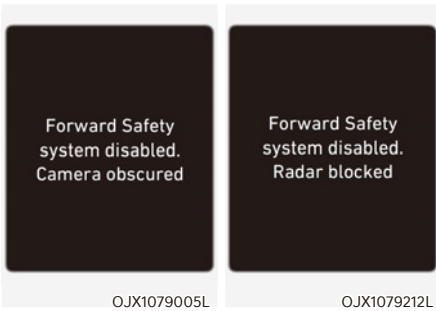 Forward Safety
system disabled.
Camera obscured
OJX1079005L
Forward Safety
system disabled.
Radar blocked
OJX1079212L